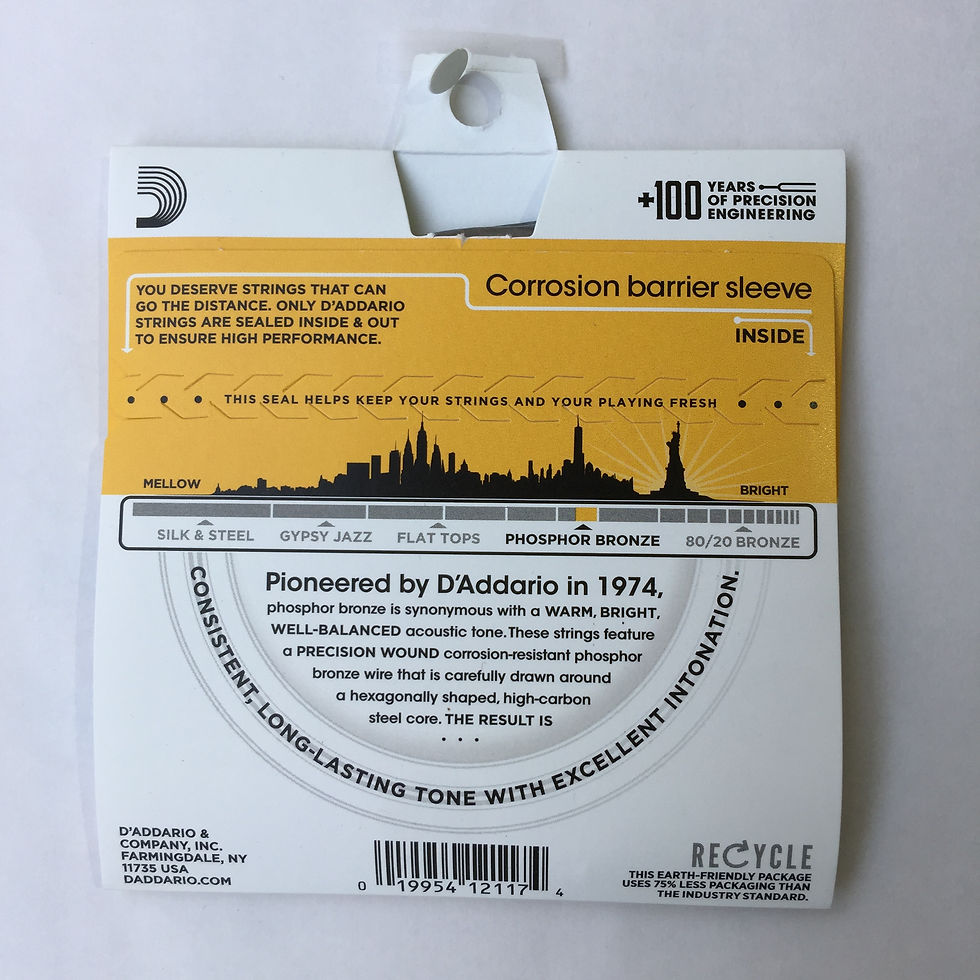 +100 YEARS
OF PRECISION
ENGINEERING
YOU DESERVE STRINGS THAT CAN
GO THE DISTANCE. ONLY D'ADDARIO
STRINGS ARE SEALED INSIDE & OUT
TO ENSURE HIGH PERFORMANCE.
Corrosion barrier sleeve
INSIDE
• • • THIS SEAL HELPS KEEP YOUR STRINGS AND YOUR PLAYING FRESH • • •
MELLOW
BRIGHT
SILK & STEEL GYPSY JAZZ FLAT TOPS PHOSPHOR BRONZE 80/20 BRONZE
Pioneered by D'Addario in 1974,
phosphor bronze is synonymous with a WARM, BRIGHT,
WELL-BALANCED acoustic tone. These strings feature
a PRECISION WOUND corrosion-resistant phosphor
bronze wire that is carefully drawn around
a hexagonally shaped, high-carbon
steel core. THE RESULT IS
• • •
CONSISTENT, LONG-LASTING TONE WITH EXCELLENT INTONATION.
D'ADDARIO &
COMPANY, INC.
FARMINGDALE, NY
11735 USA
DADDARIO.COM
0 19954 12117 4
RECYCLE
THIS EARTH-FRIENDLY PACKAGE
USES 75% LESS PACKAGING THAN
THE INDUSTRY STANDARD.